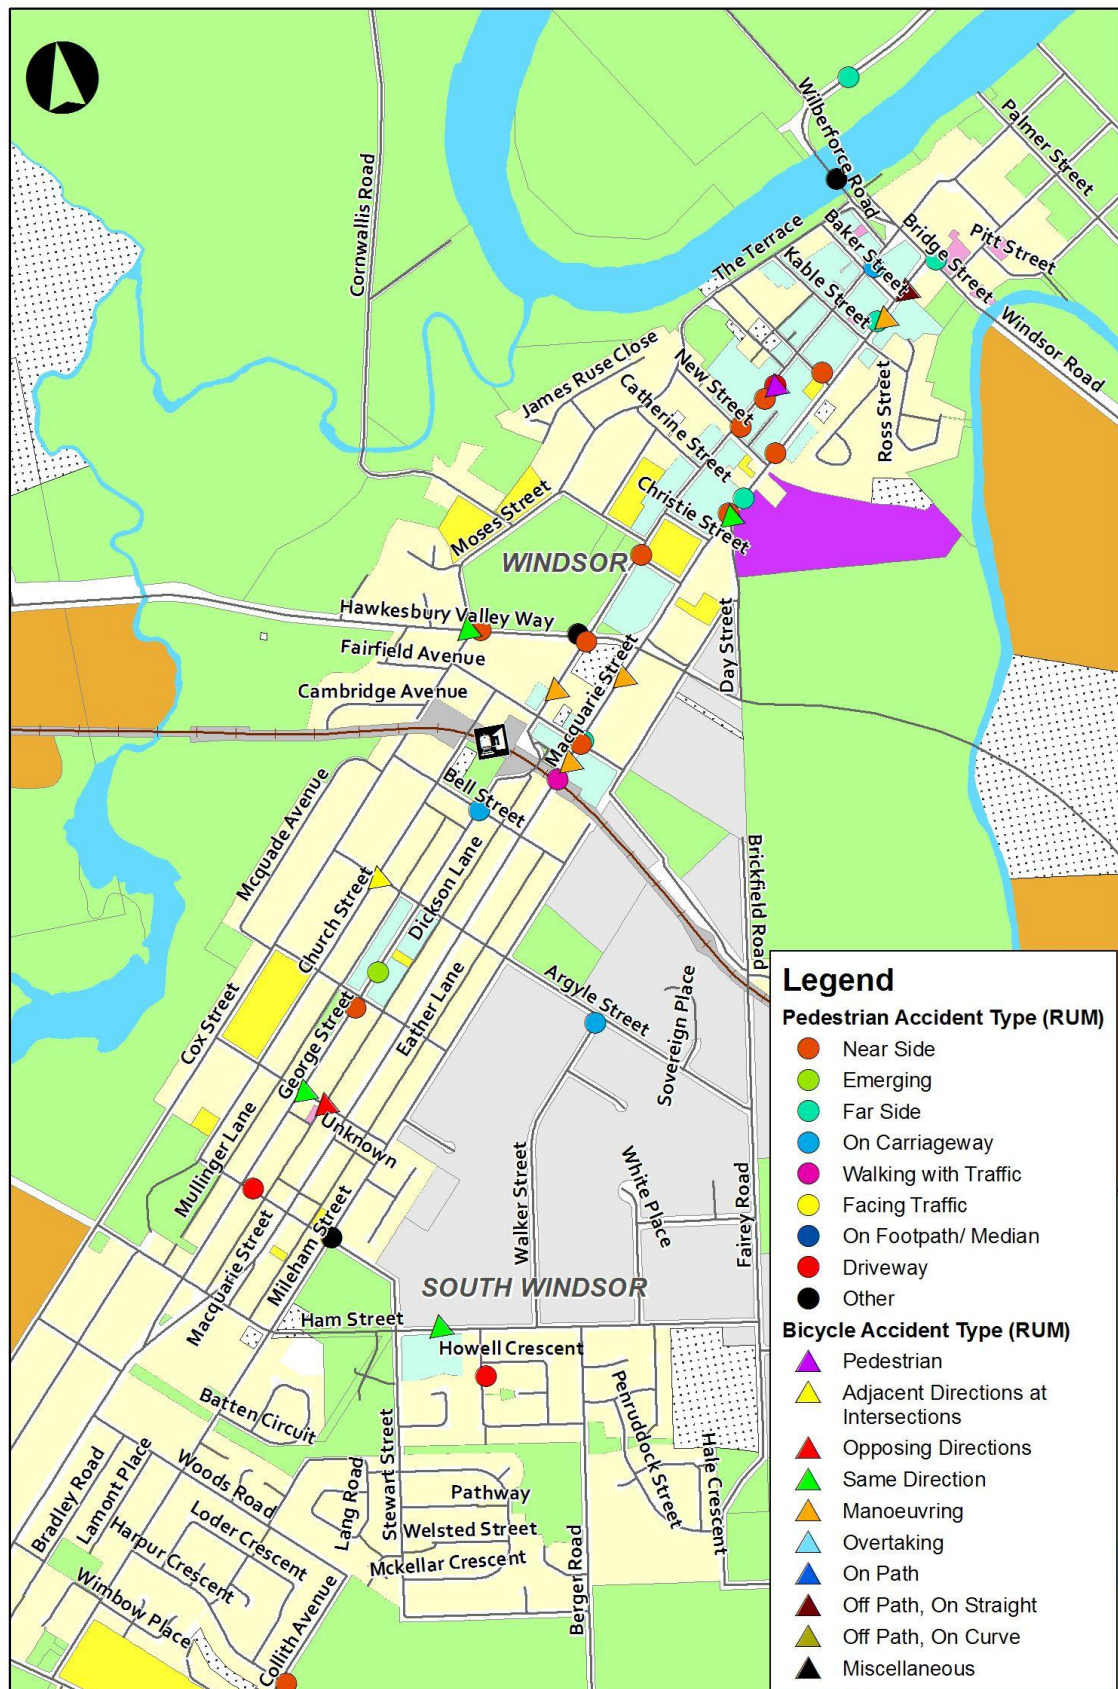 Wilberforce Road
Palmer Street
Cornwallis Road
Baker Street
Bridge Street
Pitt Street
The Terrace
Kable Street
Windsor Road
James Ruse Close
New Street
Catherine Street
Ross Street
Christie Street
Moses Street
WINDSOR
Hawkesbury Valley Way
Fairfield Avenue
Day Street
Cambridge Avenue
Macquarie Street
Bell Street
Mcquade Avenue
Dickson Lane
Brickfield Road
Church Street
Argyle Street
Sovereign Place
Eather Lane
Cox Street
George Street
Unknown
Mullinger Lane
Walker Street
White Place
Fairey Road
Macquarie Street
Mileham Street
SOUTH WINDSOR
Ham Street
Howell Crescent
Batten Circuit
Penruddock Street
Stewart Street
Hale Crescent
Bradley Road
Lamont Place
Woods Road
Lang Road
Pathway
Loder Crescent
Welsted Street
Harpur Crescent
Mckellar Crescent
Berger Road
Wimbow Place
Collith Avenue
Legend
Pedestrian Accident Type (RUM)
Near Side
Emerging
Far Side
On Carriageway
Walking with Traffic
Facing Traffic
On Footpath/ Median
Driveway
Other
Bicycle Accident Type (RUM)
Pedestrian
Adjacent Directions at
Intersections
Opposing Directions
Same Direction
Manoeuvring
Overtaking
On Path
Off Path, On Straight
Off Path, On Curve
Miscellaneous